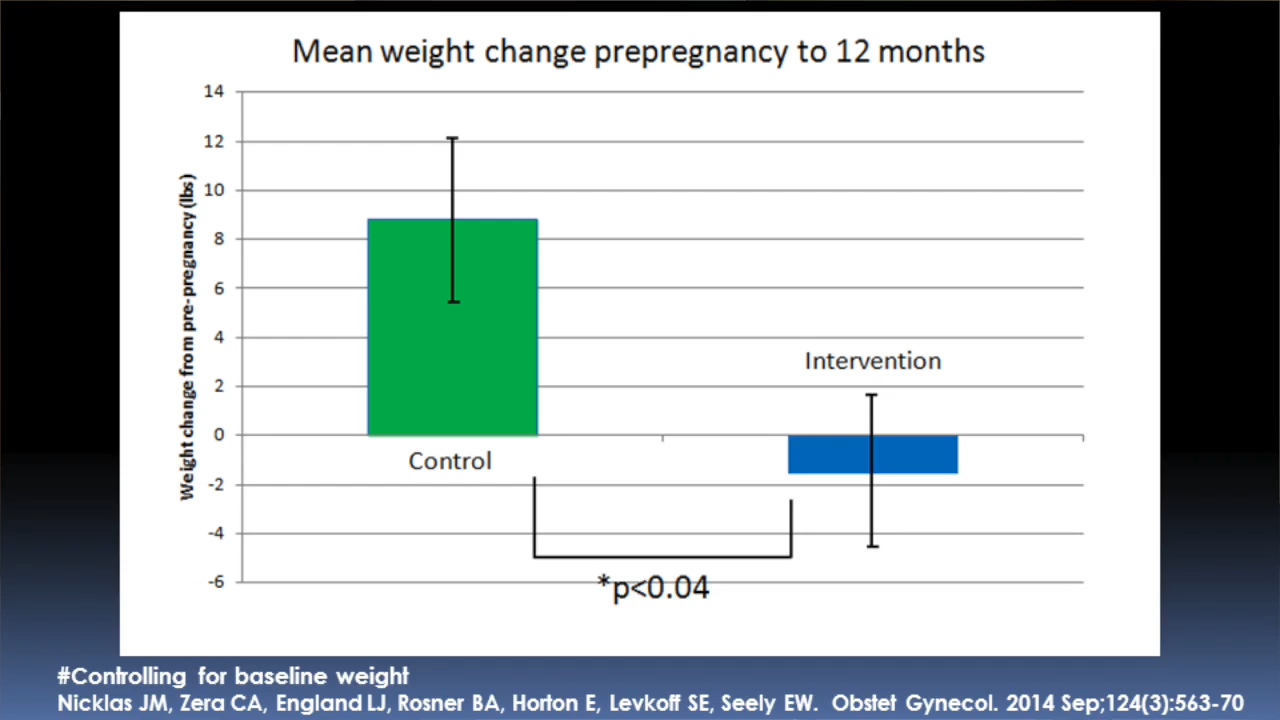 Mean weight change prepregnancy to 12 months
Weight change from pre-pregnancy (lbs)
14
12
10
8
6
4
2
0
-2
-4
-6
Control
Intervention
*p<0.04
#Controlling for baseline weight
Nicklas JM, Zera CA, England LJ, Rosner BA, Horton E, Levkoff SE, Seely EW. Obstet Gynecol. 2014 Sep;124(3):563-70